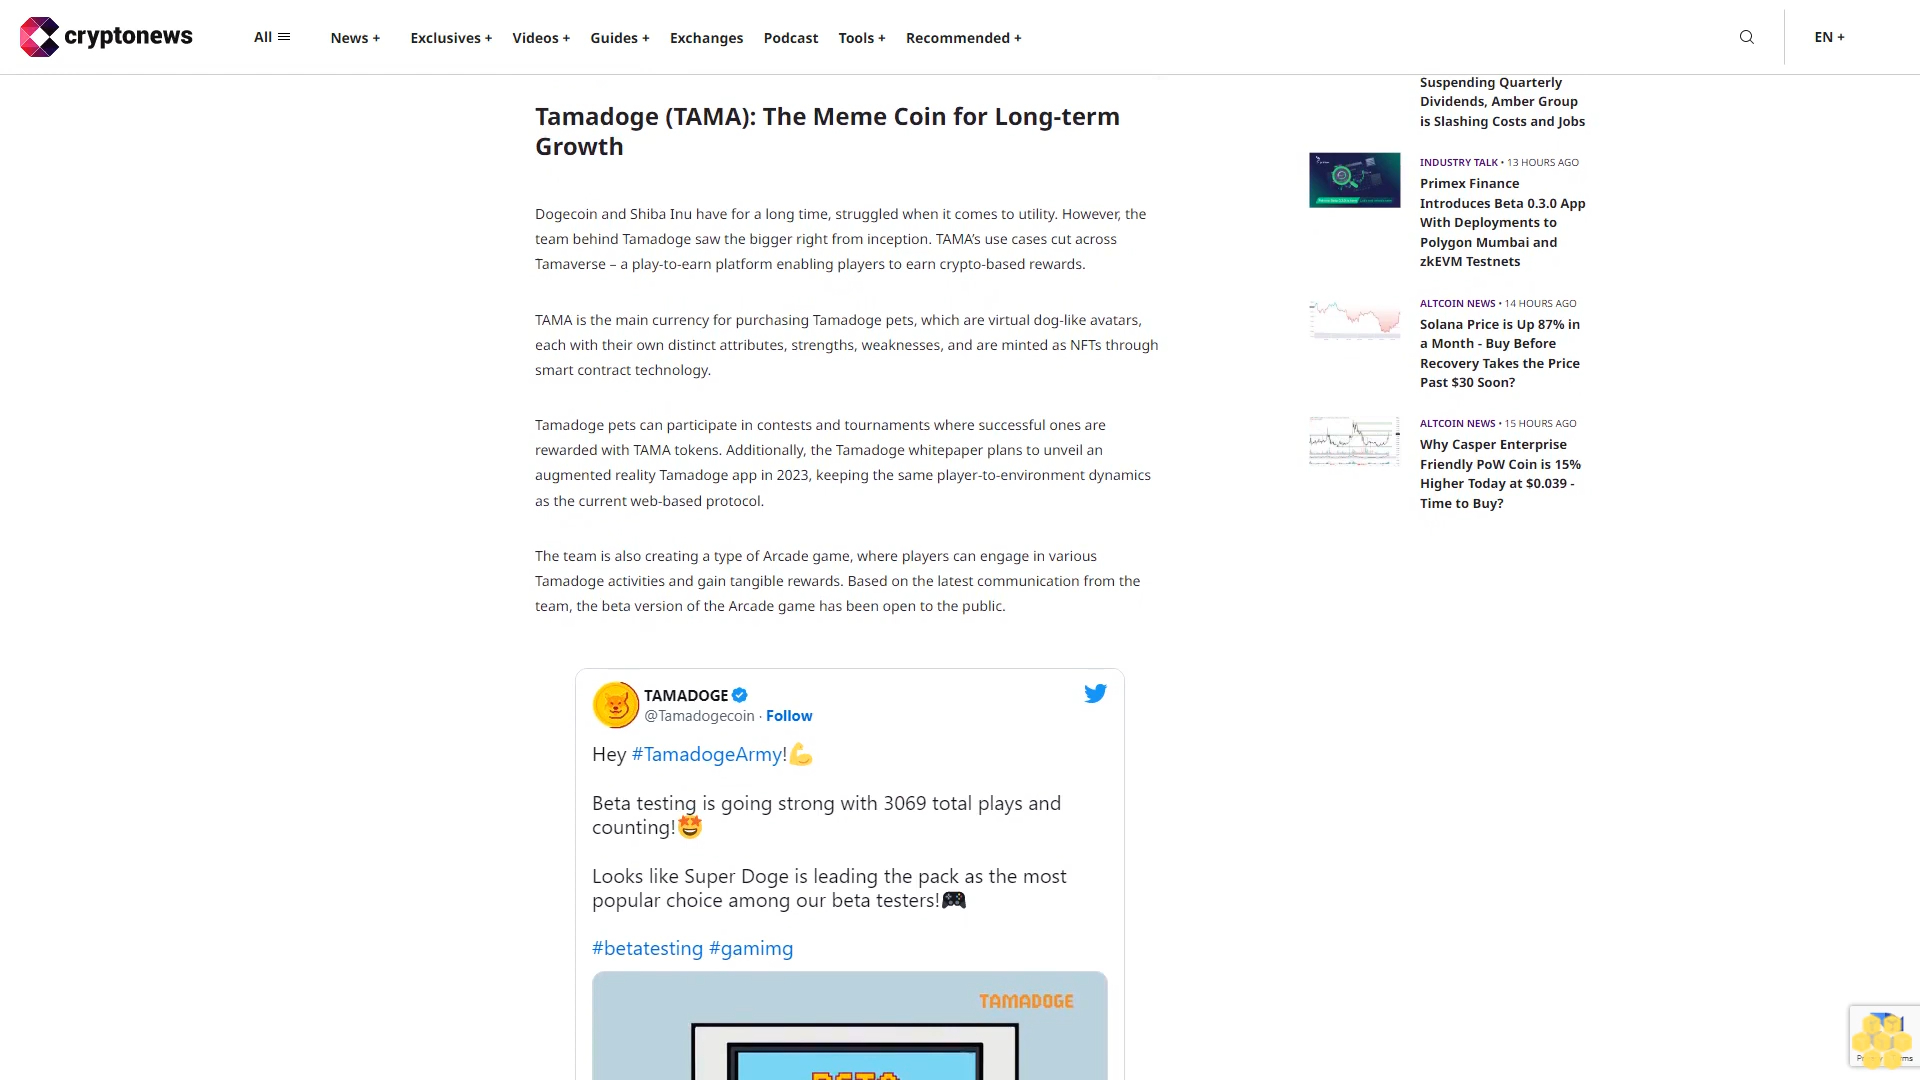 cryptonews
All
News +
Exclusives +
Videos +
Guides +
Exchanges
Podcast
Tools +
Recommended +
EN +
Tamadoge (TAMA): The Meme Coin for Long-term
Growth
Dogecoin and Shiba Inu have for a long time, struggled when it comes to utility. However, the
team behind Tamadoge saw the bigger right from inception. TAMA’s use cases cut across
Tamaverse – a play-to-earn platform enabling players to earn crypto-based rewards.
TAMA is the main currency for purchasing Tamadoge pets, which are virtual dog-like avatars,
each with their own distinct attributes, strengths, weaknesses, and are minted as NFTs through
smart contract technology.
Tamadoge pets can participate in contests and tournaments where successful ones are
rewarded with TAMA tokens. Additionally, the Tamadoge whitepaper plans to unveil an
augmented reality Tamadoge app in 2023, keeping the same player-to-environment dynamics
as the current web-based protocol.
The team is also creating a type of Arcade game, where players can engage in various
Tamadoge activities and gain tangible rewards. Based on the latest communication from the
team, the beta version of the Arcade game has been open to the public.
TAMADOGE
@Tamadogecoin · Follow
Hey #TamadogeArmy!💪
Beta testing is going strong with 3069 total plays and
counting!🤩
Looks like Super Doge is leading the pack as the most
popular choice among our beta testers!🎮
#betatesting #gamimg
TAMADOGE
BETA
Suspending Quarterly
Dividends, Amber Group
is Slashing Costs and Jobs
INDUSTRY TALK • 13 HOURS AGO
Primex Finance
Introduces Beta 0.3.0 App
With Deployments to
Polygon Mumbai and
zkEVM Testnets
ALTCOIN NEWS • 14 HOURS AGO
Solana Price is Up 87% in
a Month - Buy Before
Recovery Takes the Price
Past $30 Soon?
ALTCOIN NEWS • 15 HOURS AGO
Why Casper Enterprise
Friendly PoW Coin is 15%
Higher Today at $0.039 -
Time to Buy?